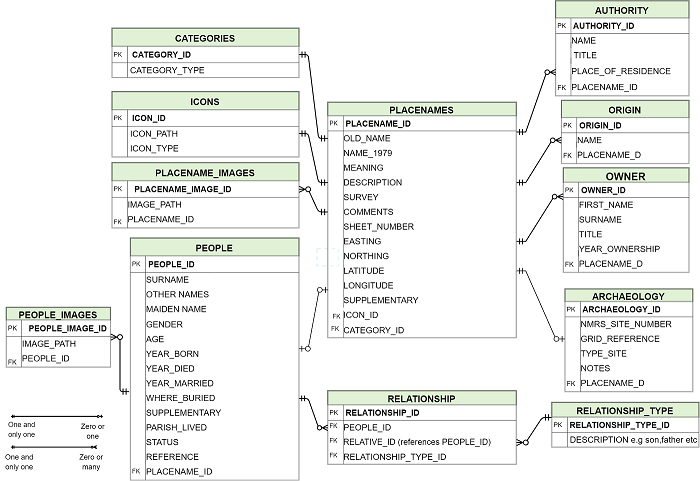 CATEGORIES
PK CATEGORY_ID
CATEGORY_TYPE
ICONS
PK ICON_ID
ICON_PATH
ICON_TYPE
PLACENAME_IMAGES
PK PLACENAME_IMAGE_ID
IMAGE_PATH
FK PLACENAME_ID
PEOPLE
PK PEOPLE_ID
SURNAME
OTHER NAMES
MAIDEN NAME
GENDER
AGE
YEAR_BORN
YEAR_DIED
YEAR_MARRIED
WHERE_BURIED
SUPPLEMENTARY
PARISH_LIVED
STATUS
REFERENCE
FK PLACENAME_ID
PEOPLE_IMAGES
PK PEOPLE_IMAGE_ID
IMAGE_PATH
FK PEOPLE_ID
One and only one
Zero or one
One and only one
Zero or many
PLACENAMES
PK PLACENAME_ID
OLD_NAME
NAME_1979
MEANING
DESCRIPTION
SURVEY
COMMENTS
SHEET_NUMBER
EASTING
NORTHING
LATITUDE
LONGITUDE
SUPPLEMENTARY
FK ICON_ID
FK CATEGORY_ID
RELATIONSHIP
PK RELATIONSHIP_ID
FK PEOPLE_ID
FK RELATIVE_ID (references PEOPLE_ID)
FK RELATIONSHIP_TYPE_ID
AUTHORITY
PK AUTHORITY_ID
NAME
TITLE
PLACE_OF_RESIDENCE
FK PLACENAME_ID
ORIGIN
PK ORIGIN_ID
NAME
FK PLACENAME_D
OWNER
PK OWNER_ID
FIRST_NAME
SURNAME
TITLE
YEAR_OWNERSHIP
FK PLACENAME_D
ARCHAEOLOGY
PK ARCHAEOLOGY_ID
NMRS_SITE_NUMBER
GRID_REFERENCE
TYPE_SITE
NOTES
FK PLACENAME_D
RELATIONSHIP_TYPE
PK RELATIONSHIP_TYPE_ID
DESCRIPTION e.g son,father etc